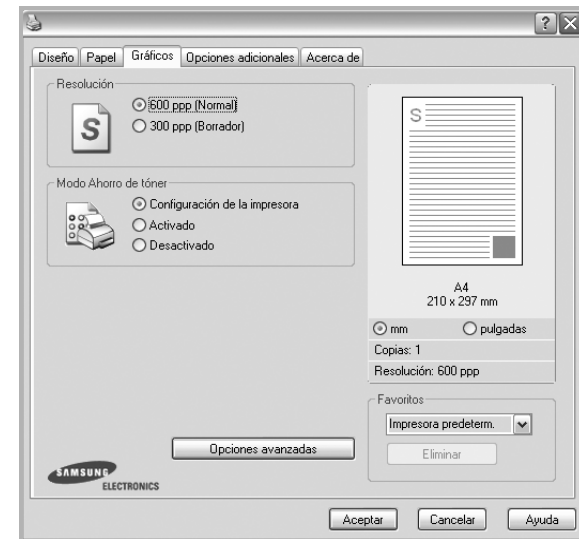 Diseño Papel Gráficos Opciones adicionales Acerca de
Resolución
S
600 ppp (Normal)
300 ppp (Borrador)
Modo Ahorro de tóner
Configuración de la impresora
Activado
Desactivado
S
A4
210 x 297 mm
mm pulgadas
Copias: 1
Resolución: 600 ppp
Favoritos
Impresora predeterm.
Eliminar
Opciones avanzadas
SAMSUNG
ELECTRONICS
Aceptar Cancelar Ayuda